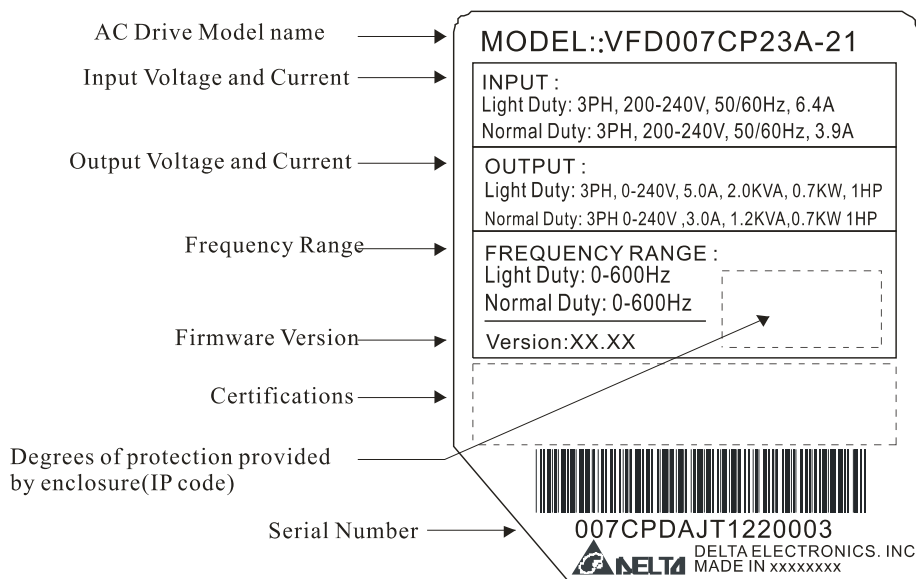 AC Drive Model name
MODEL::VFD007CP23A-21
Input Voltage and Current
INPUT :
Light Duty: 3PH, 200-240V, 50/60Hz, 6.4A
Normal Duty: 3PH, 200-240V, 50/60Hz, 3.9A
Output Voltage and Current
OUTPUT :
Light Duty: 3PH, 0-240V, 5.0A, 2.0KVA, 0.7KW, 1HP
Normal Duty: 3PH 0-240V ,3.0A, 1.2KVA,0.7KW 1HP
Frequency Range
FREQUENCY RANGE :
Light Duty: 0-600Hz
Normal Duty: 0-600Hz
Firmware Version
Version:XX.XX
Certifications
Degrees of protection provided
by enclosure(IP code)
Serial Number
007CPDAJT1220003
DELTA
DELTA ELECTRONICS. INC
MADE IN xxxxxxxx